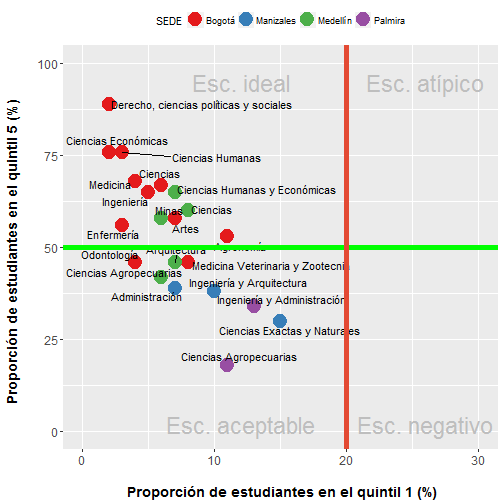 SEDE Bogotá Manizales Medellín Palmira
Proporción de estudiantes en el quintil 5 (%)
100
75
50
25
0
Esc. ideal
Esc. atípico
Derecho, ciencias políticas y sociales
Ciencias Económicas
Ciencias Humanas
Ciencias
Medicina
Ciencias Humanas y Económicas
Ingeniería
Minas
Ciencias
Artes
Enfermería
Agronomía
Arquitectura
Odontología
Medicina Veterinaria y Zootecni
Ciencias Agropecuarias
Ingeniería y Arquitectura
Administración
Ingeniería y Administración
Ciencias Exactas y Naturales
Ciencias Agropecuarias
Esc. aceptable
Esc. negativo
0
10
20
30
Proporción de estudiantes en el quintil 1 (%)